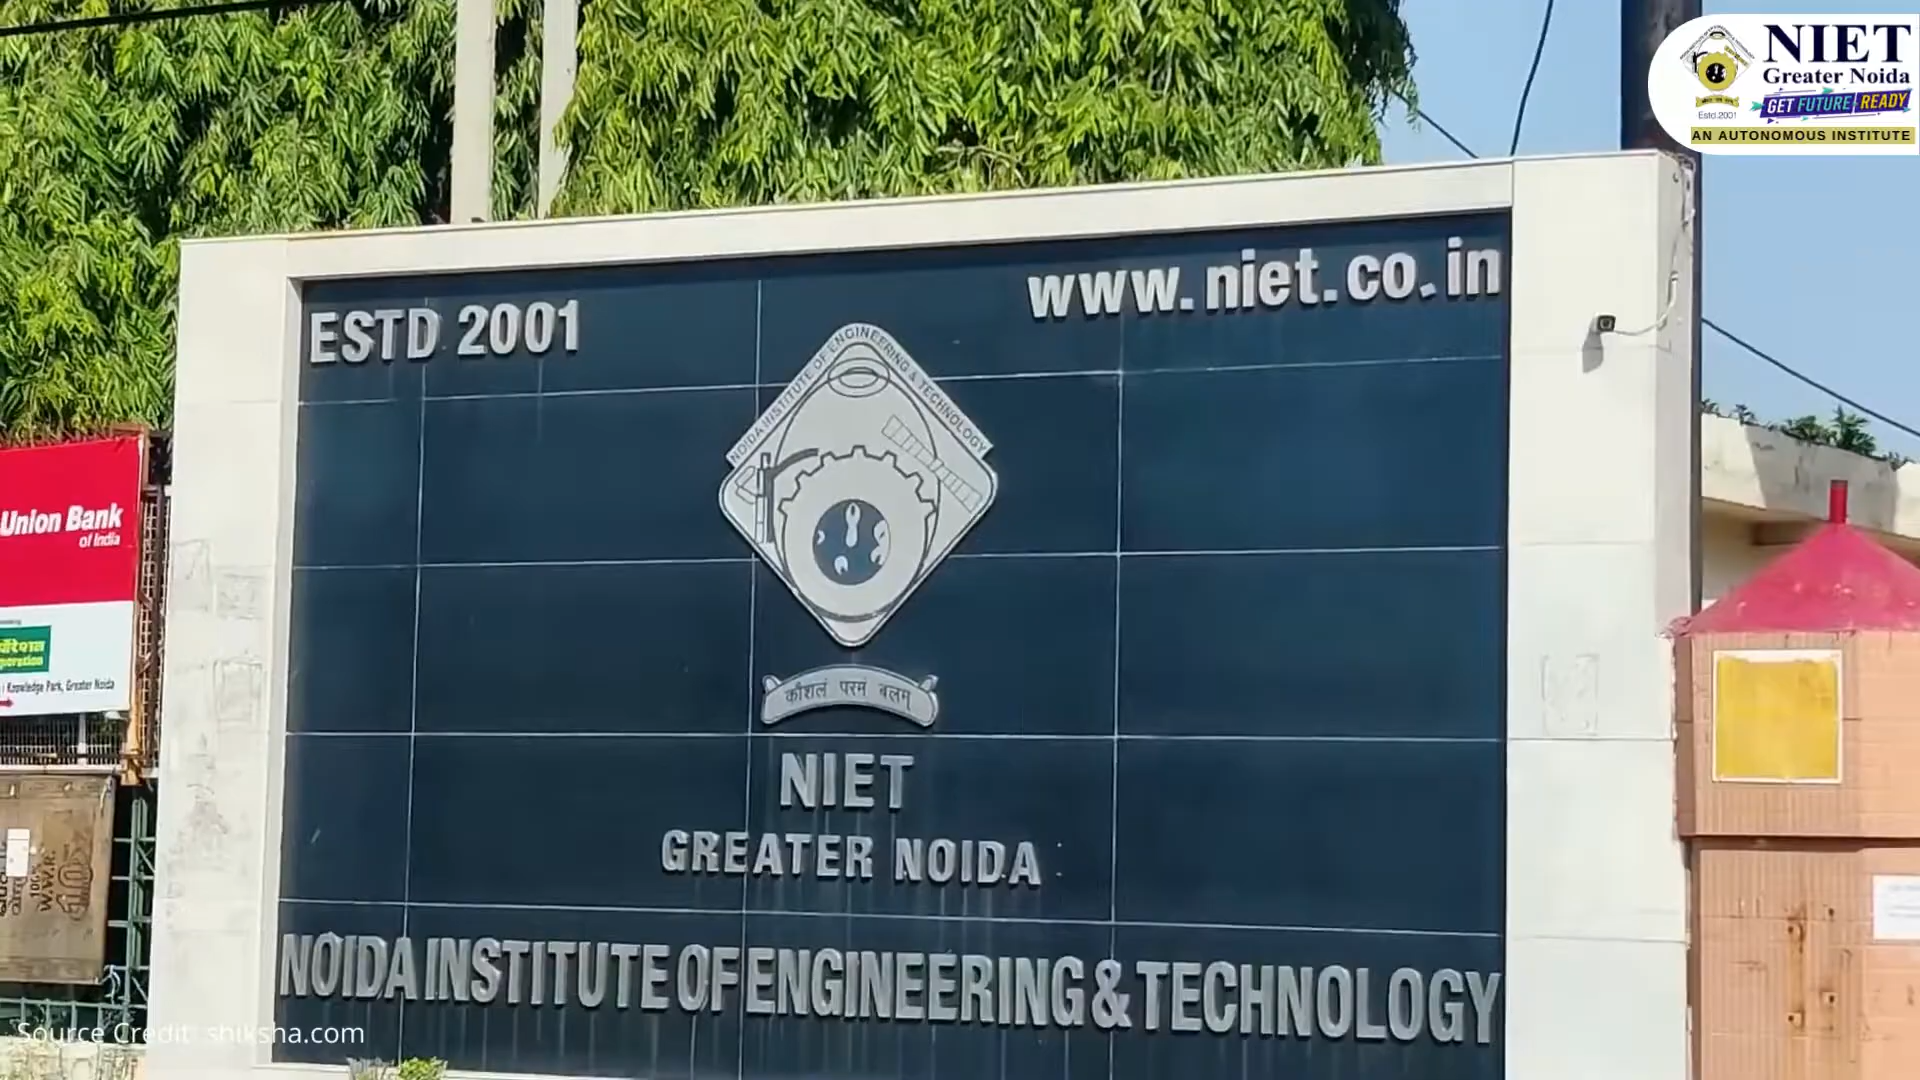 NIET
Greater Noida
GET FUTURE READY
Estd.2001
AN AUTONOMOUS INSTITUTE
ESTD 2001
www.niet.co.in
NOIDA INSTITUTE OF ENGINEERING & TECHNOLOGY
कौशलं परमं बलम्
NIET
GREATER NOIDA
NOIDA INSTITUTE OF ENGINEERING & TECHNOLOGY
Union Bank
of India
Knowledge Park, Greater Noida
Source Credit: shiksha.com